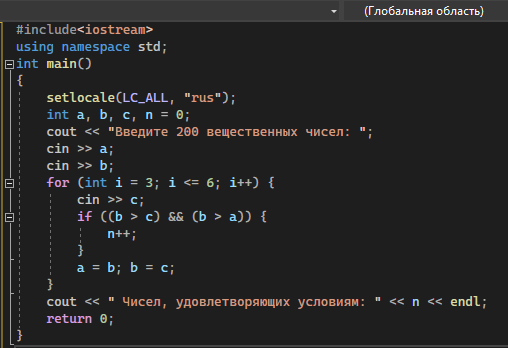 (Глобальная область)
#include<iostream>
using namespace std;
int main()
{
setlocale(LC_ALL, "rus");
int a, b, c, n = 0;
cout << "Введите 200 вещественных чисел: ";
cin >> a;
cin >> b;
for (int i = 3; i <= 6; i++) {
cin >> c;
if ((b > c) && (b > a)) {
n++;
}
a = b; b = c;
}
cout << " Чисел, удовлетворяющих условиям: " << n << endl;
return 0;
}